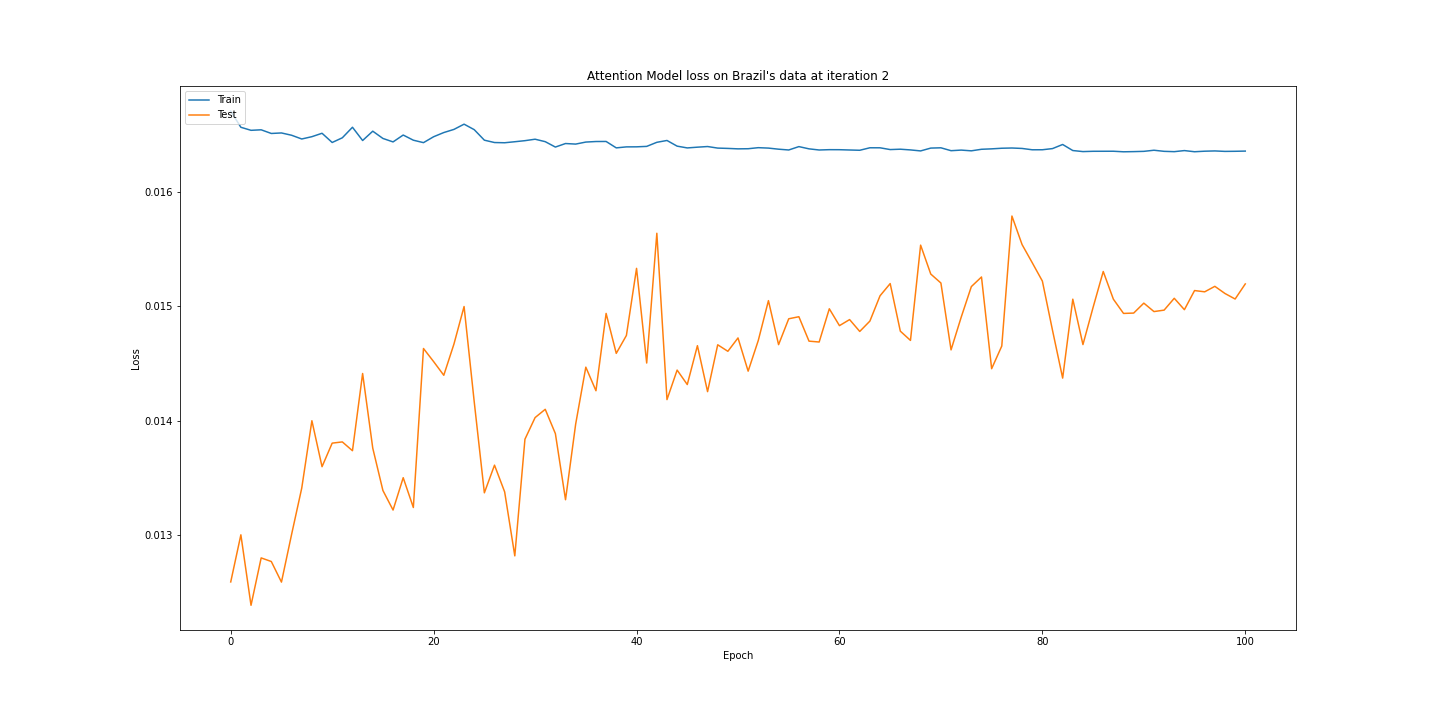 Attention Model loss on Brazil's data at iteration 2
Train
Test
0.016
0.015
0.014
0.013
Loss
0
20
40
60
80
100
Epoch